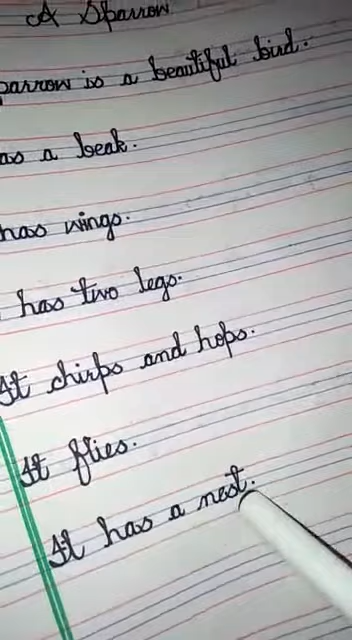 A Sparrow
parrow is a beautiful bird.
as a beak.
has wings.
has two legs.
It chirps and hops.
It flies.
It has a nest.